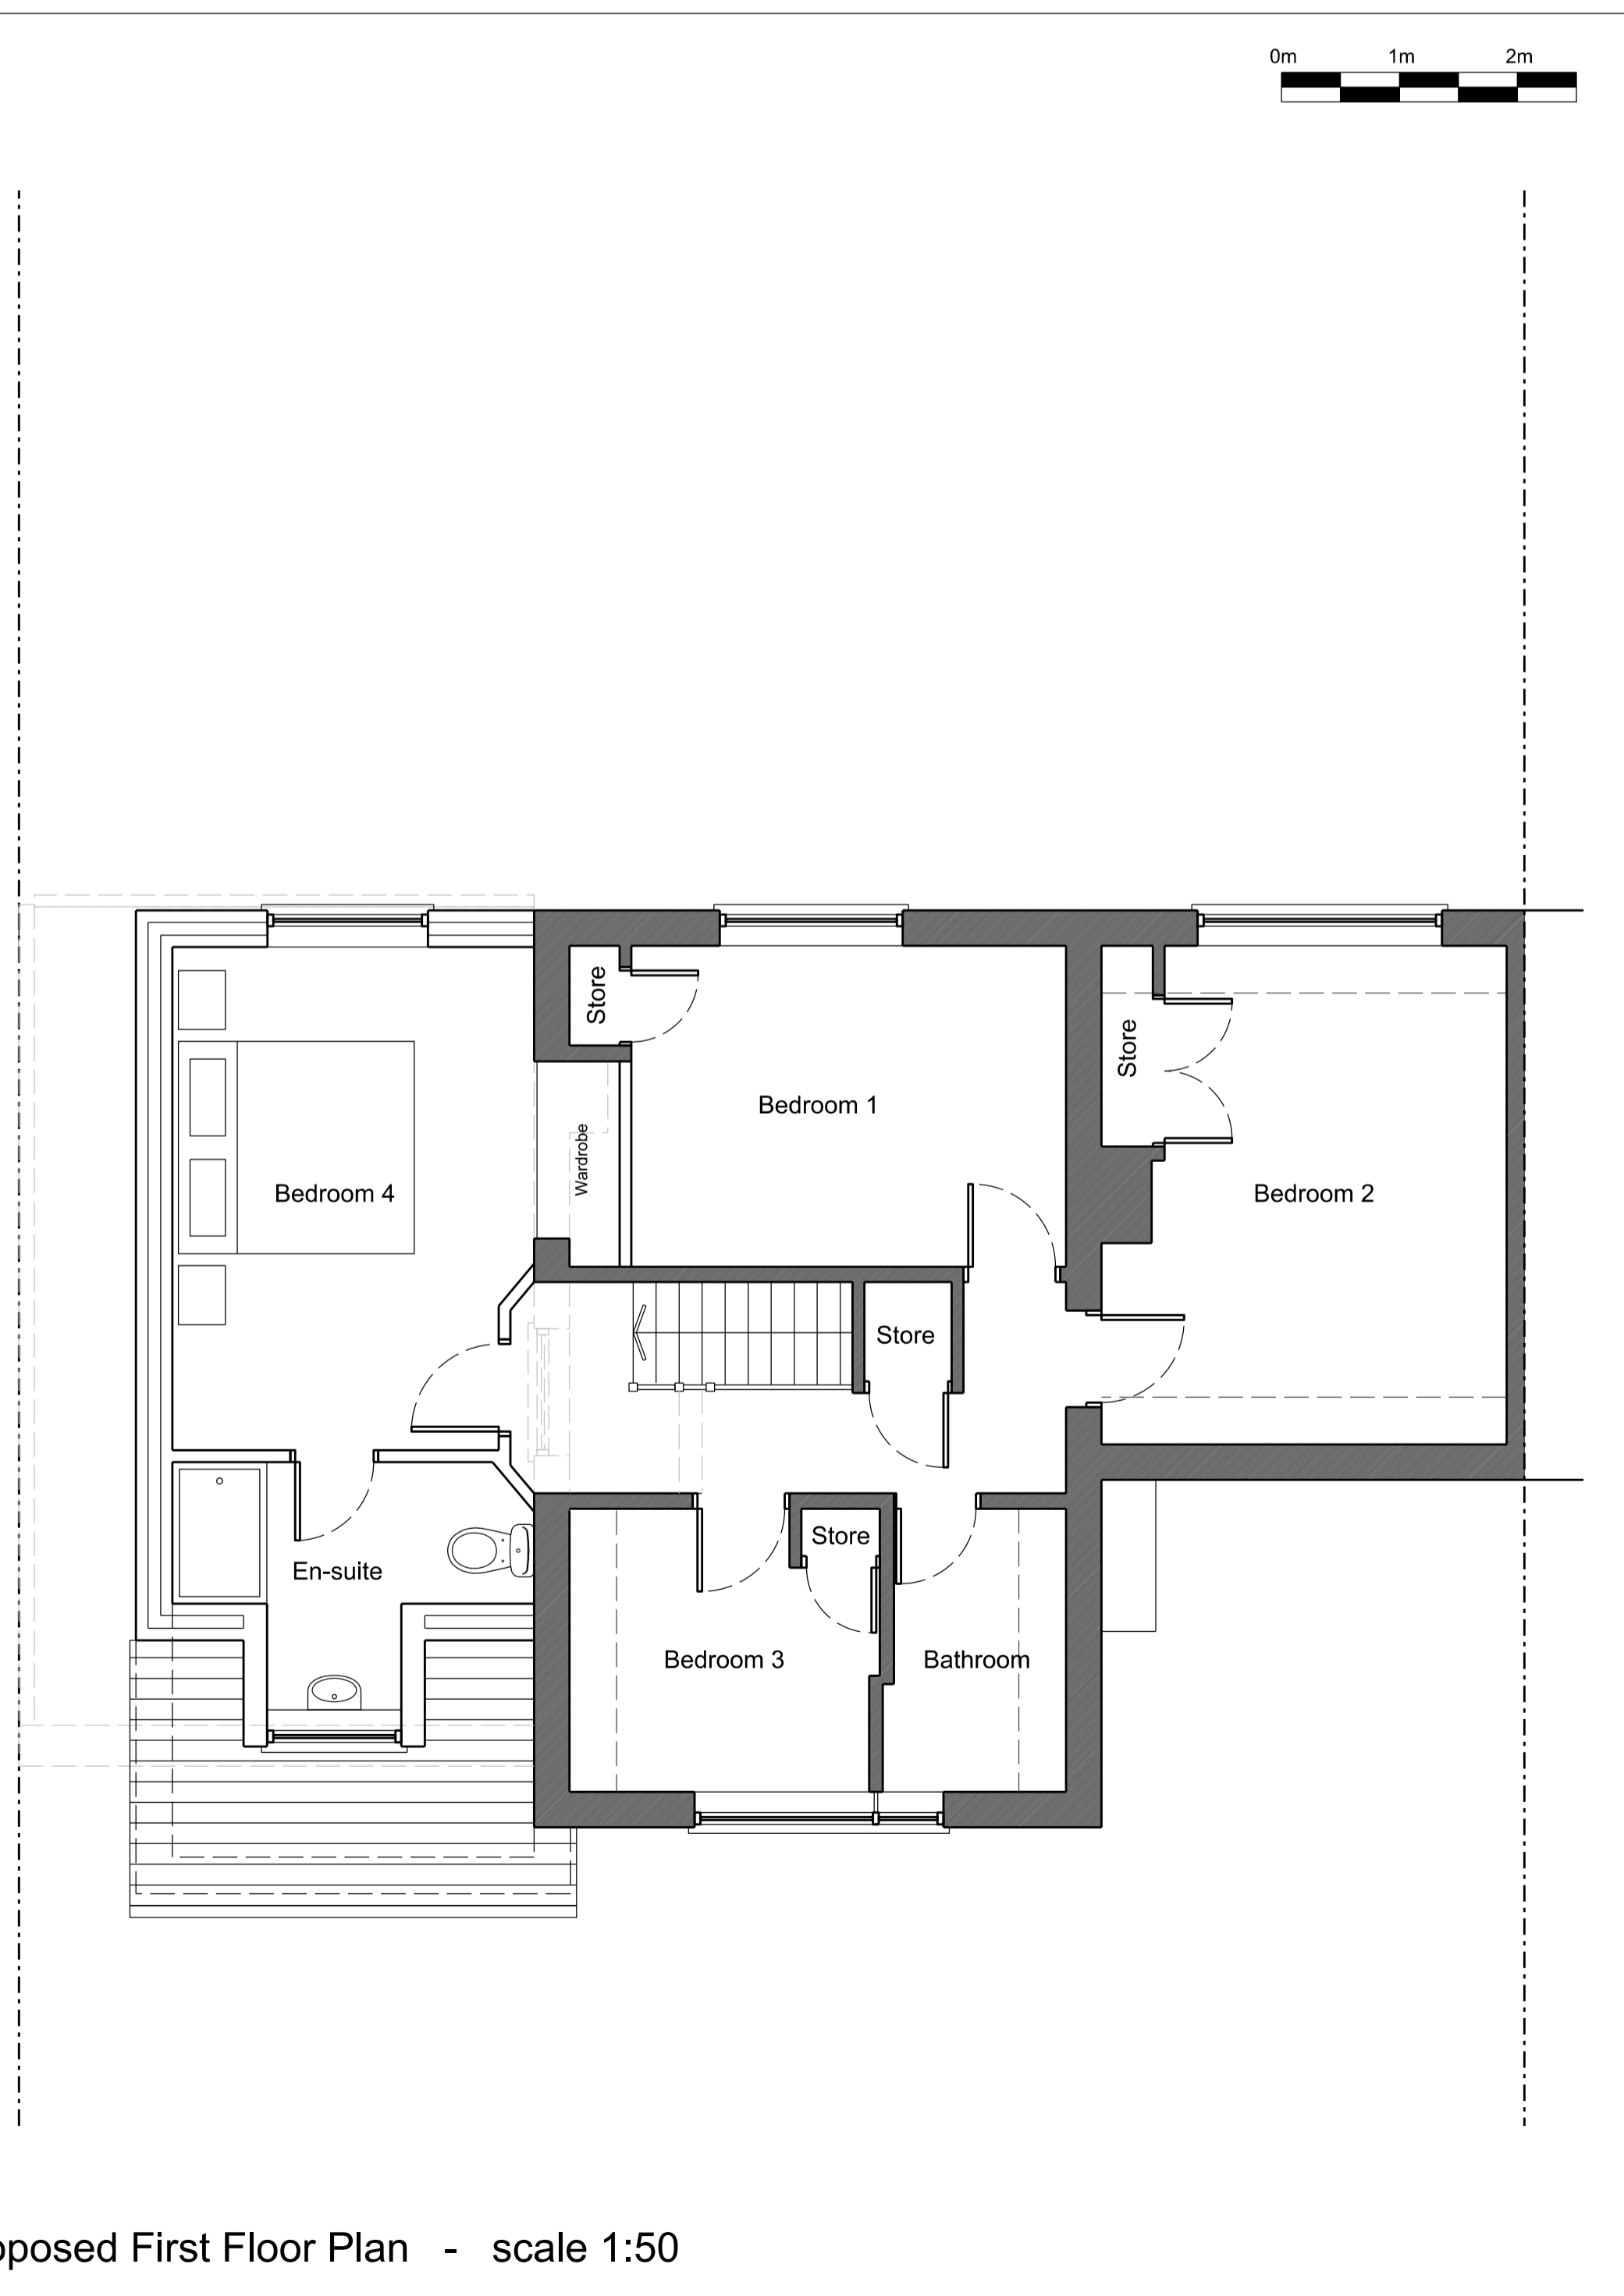 0m 1m 2m
Store
Store
Bedroom 1
Wardrobe
Bedroom 4
Bedroom 2
Store
Store
En-suite
Bedroom 3
Bathroom
posed First Floor Plan - scale 1:50